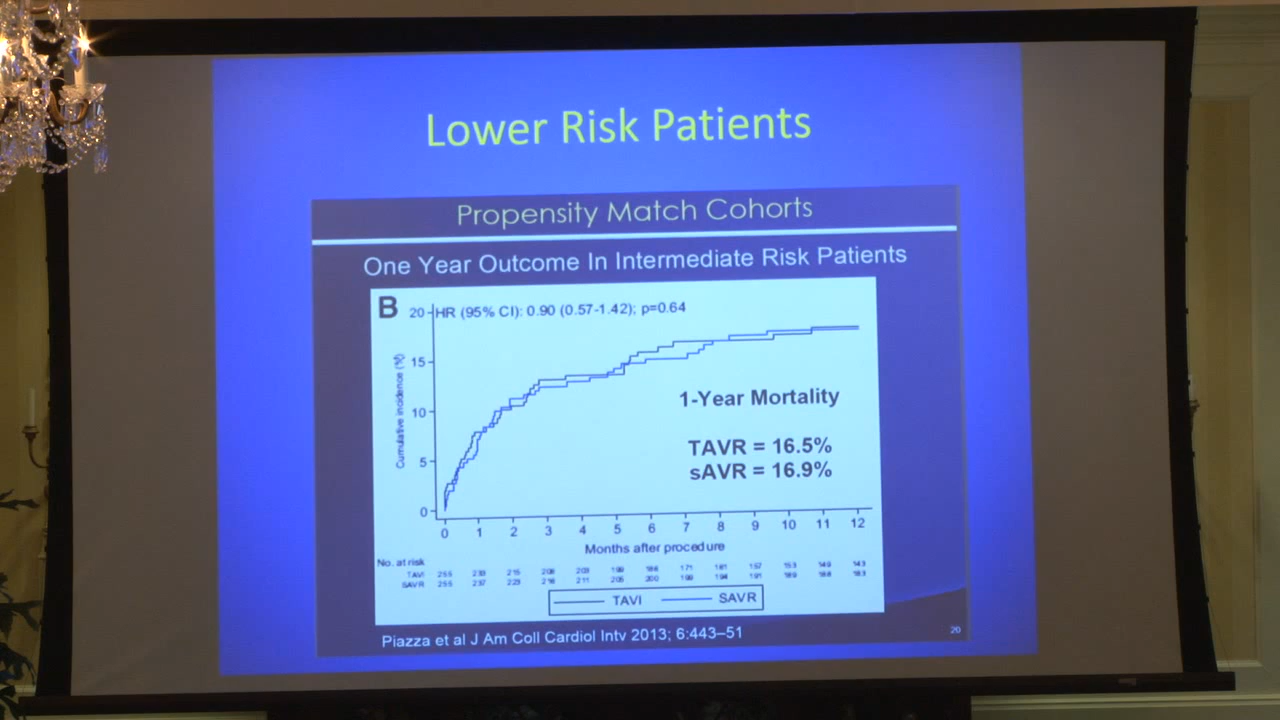 Lower Risk Patients
Propensity Match Cohorts
One Year Outcome In Intermediate Risk Patients
B
HR (95% CI): 0.90 (0.57-1.42); p=0.64
20
15
10
5
0
Cumulative incidence (%)
1-Year Mortality
TAVR = 16.5%
sAVR = 16.9%
0 1 2 3 4 5 6 7 8 9 10 11 12
Months after procedure
No. at risk
TAVI 255
SAVR 255 237
TAVI SAVR
Piazza et al J Am Coll Cardiol Intv 2013; 6:443–51
20